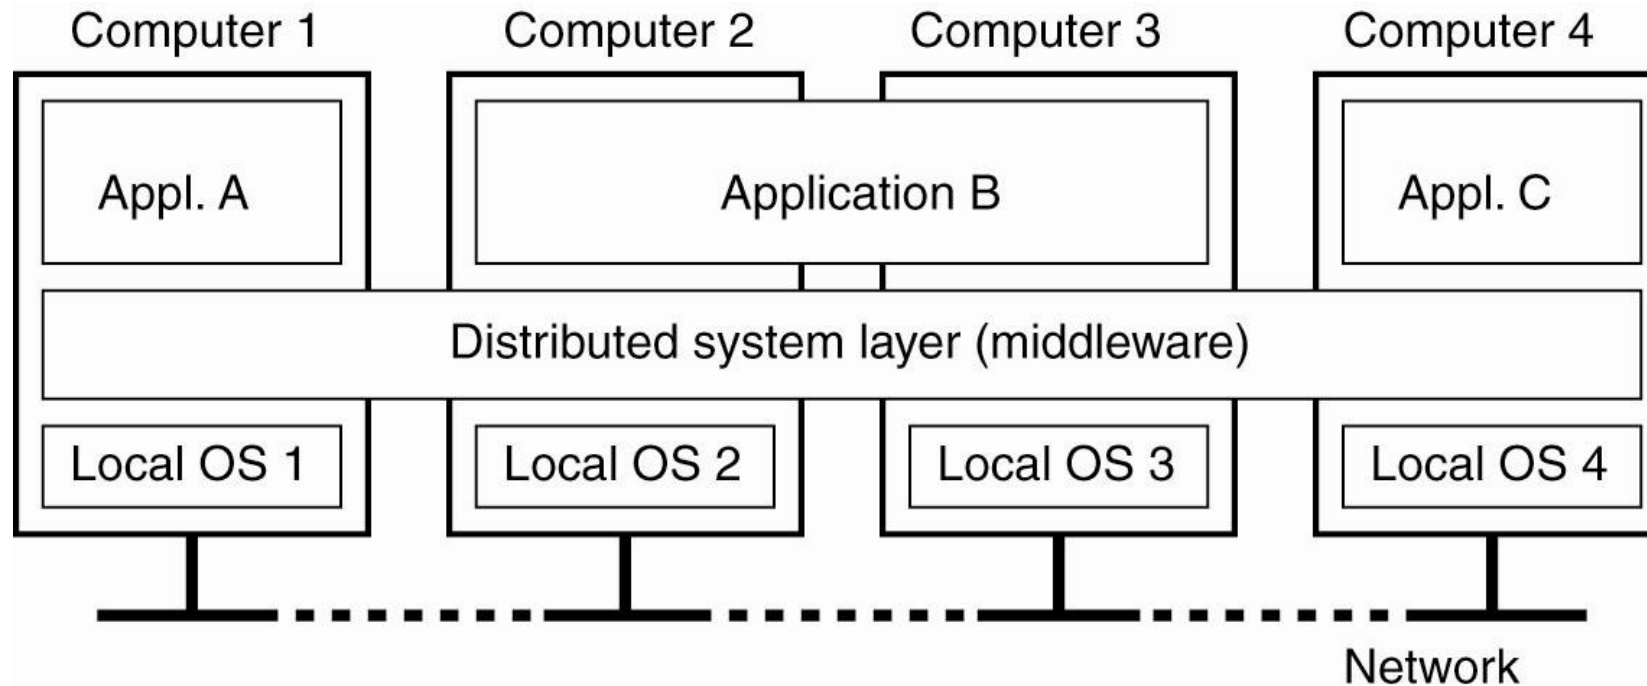 Computer 1
Computer 2
Computer 3
Computer 4
Appl. A
Application B
Appl. C
Distributed system layer (middleware)
Local OS 1
Local OS 2
Local OS 3
Local OS 4
Network